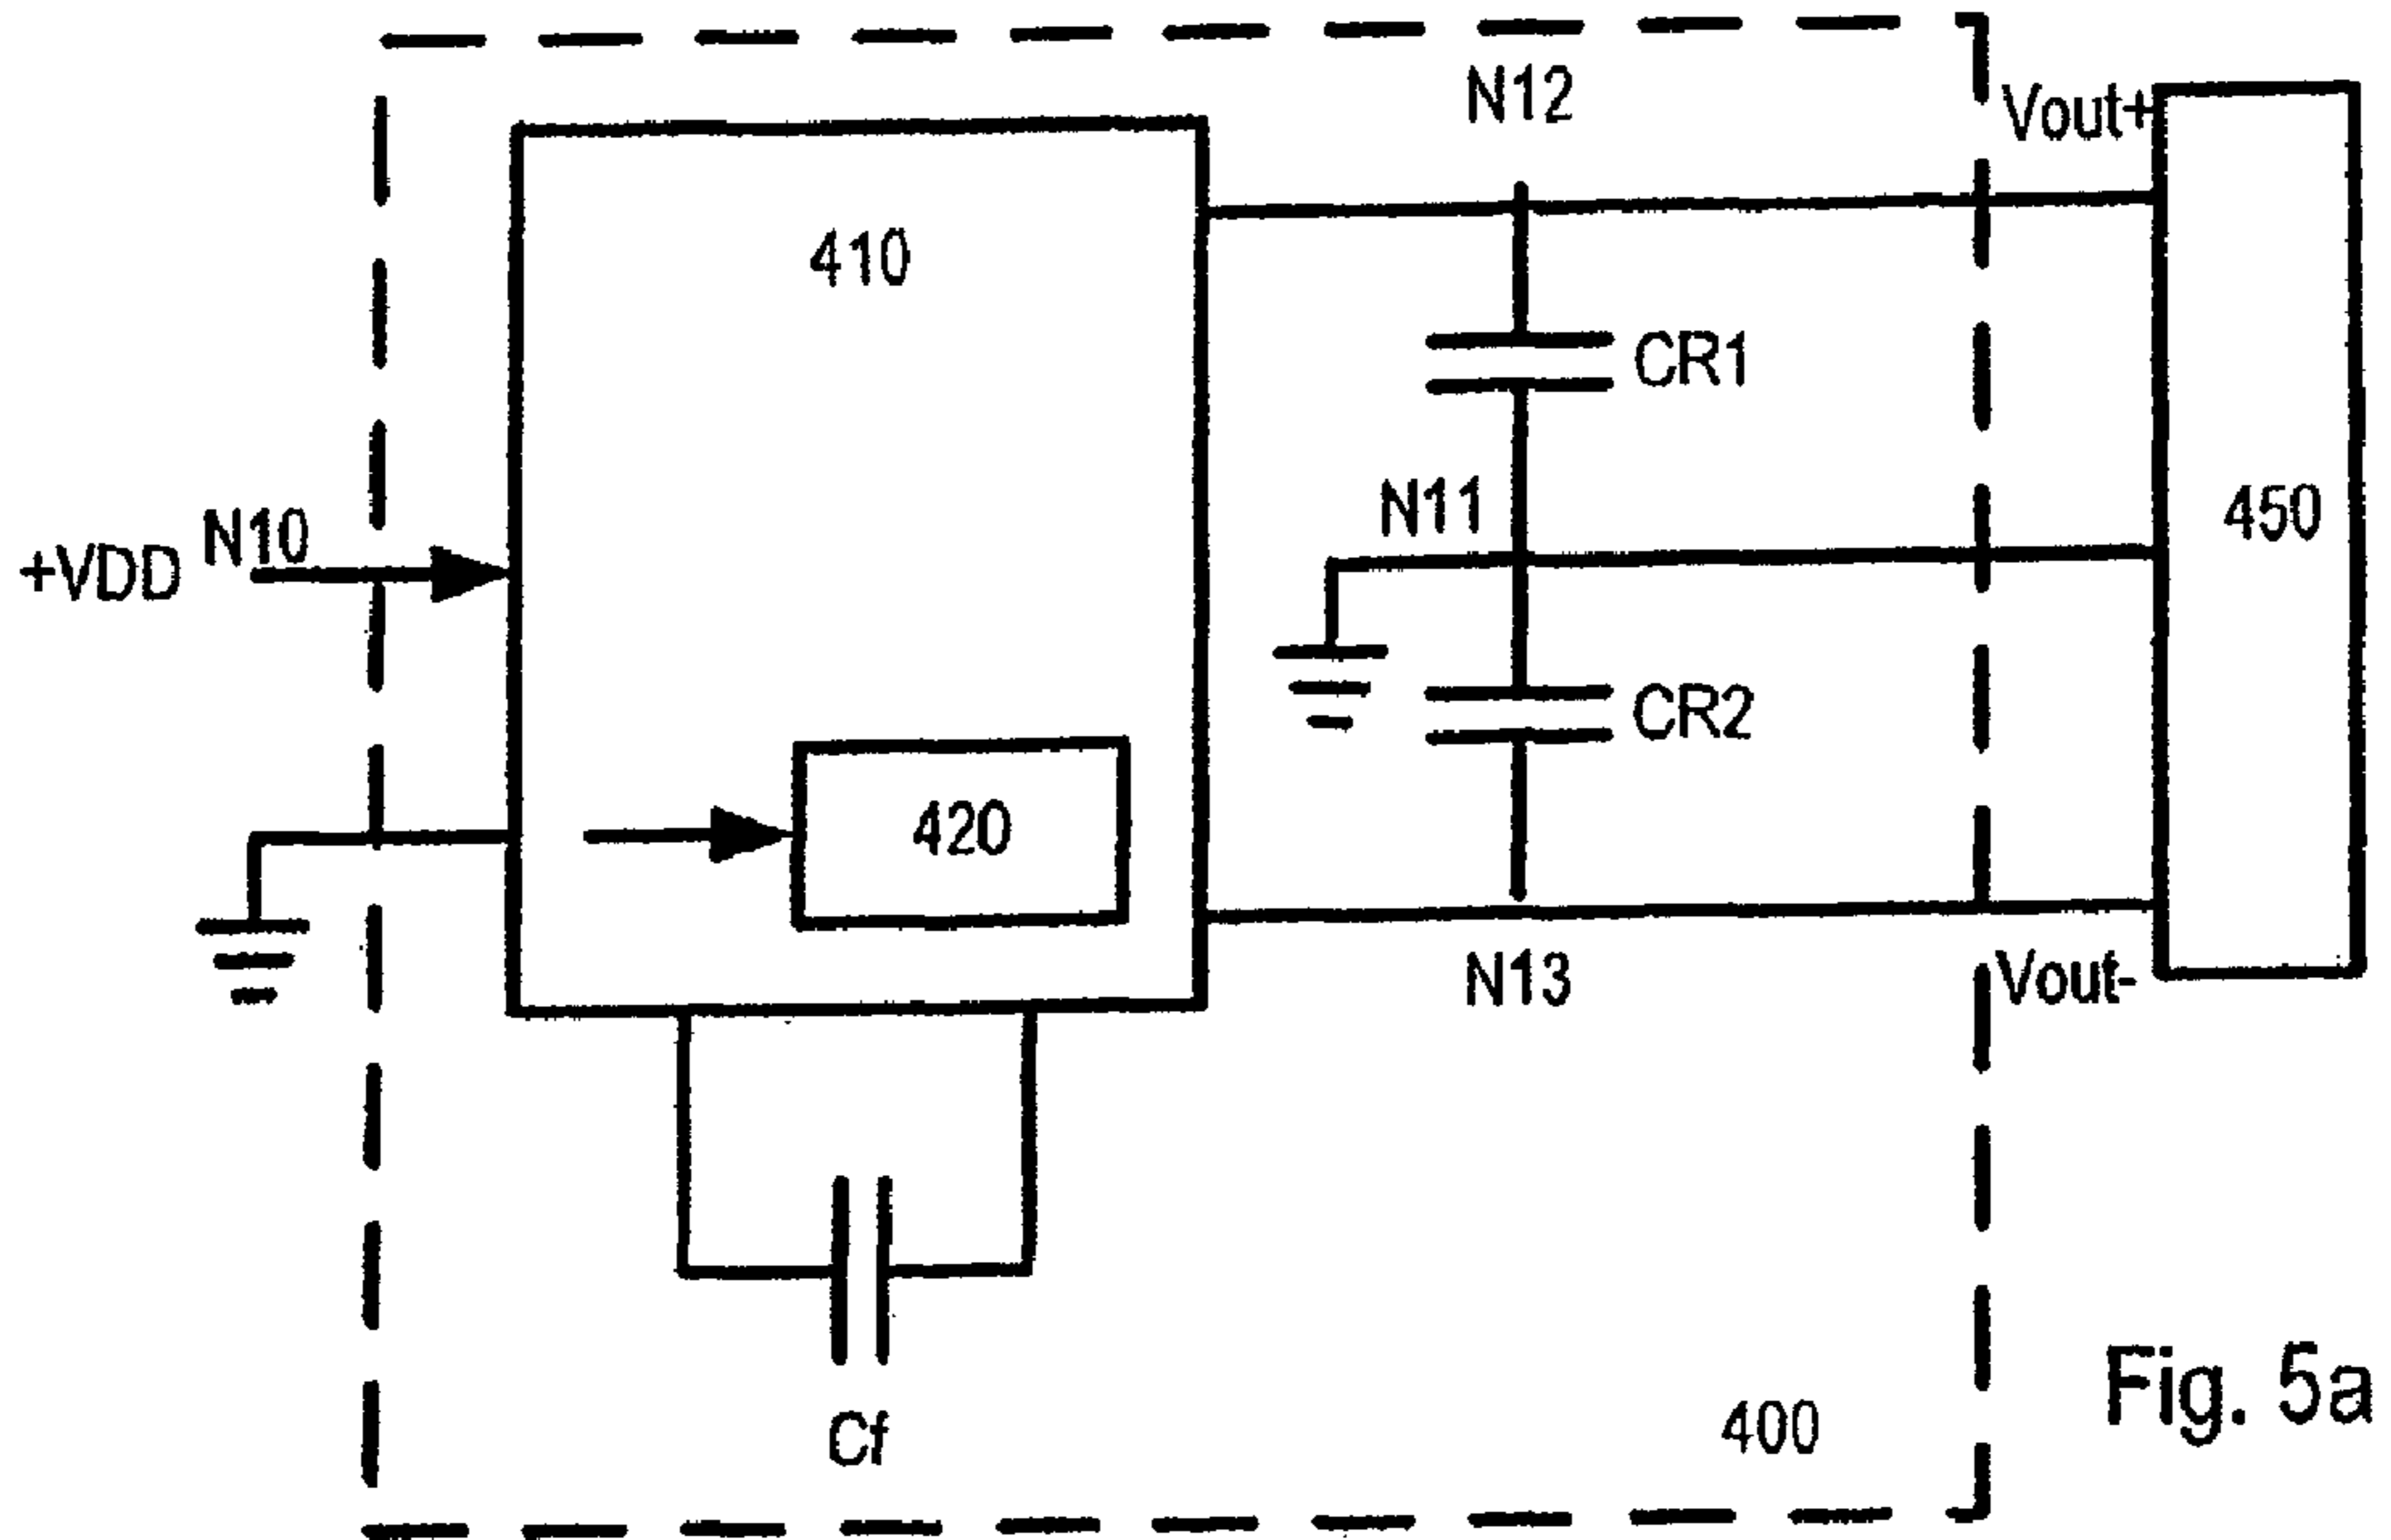 N12
Vout+
410
CR1
N11
450
N10
+VDD
CR2
420
N13
Vout-
Cf
400
Fig. 5a